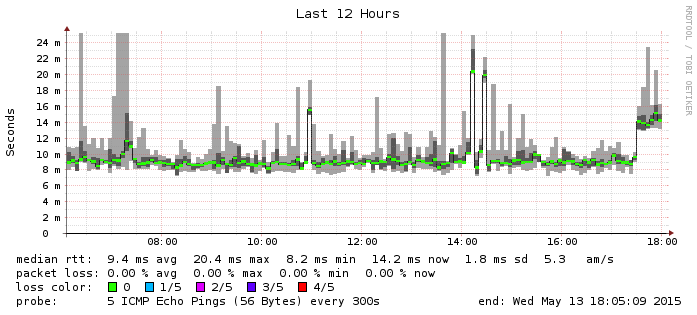 Last 12 Hours
RRDTOOL / TOBI OETIKER
Seconds
24 m
22 m
20 m
18 m
16 m
14 m
12 m
10 m
8 m
6 m
4 m
2 m
0
08:00 10:00 12:00 14:00 16:00 18:00
median rtt: 9.4 ms avg 20.4 ms max 8.2 ms min 14.2 ms now 1.8 ms sd 5.3 am/s
packet loss: 0.00 % avg 0.00 % max 0.00 % min 0.00 % now
loss color: 0 1/5 2/5 3/5 4/5
probe: 5 ICMP Echo Pings (56 Bytes) every 300s end: Wed May 13 18:05:09 2015